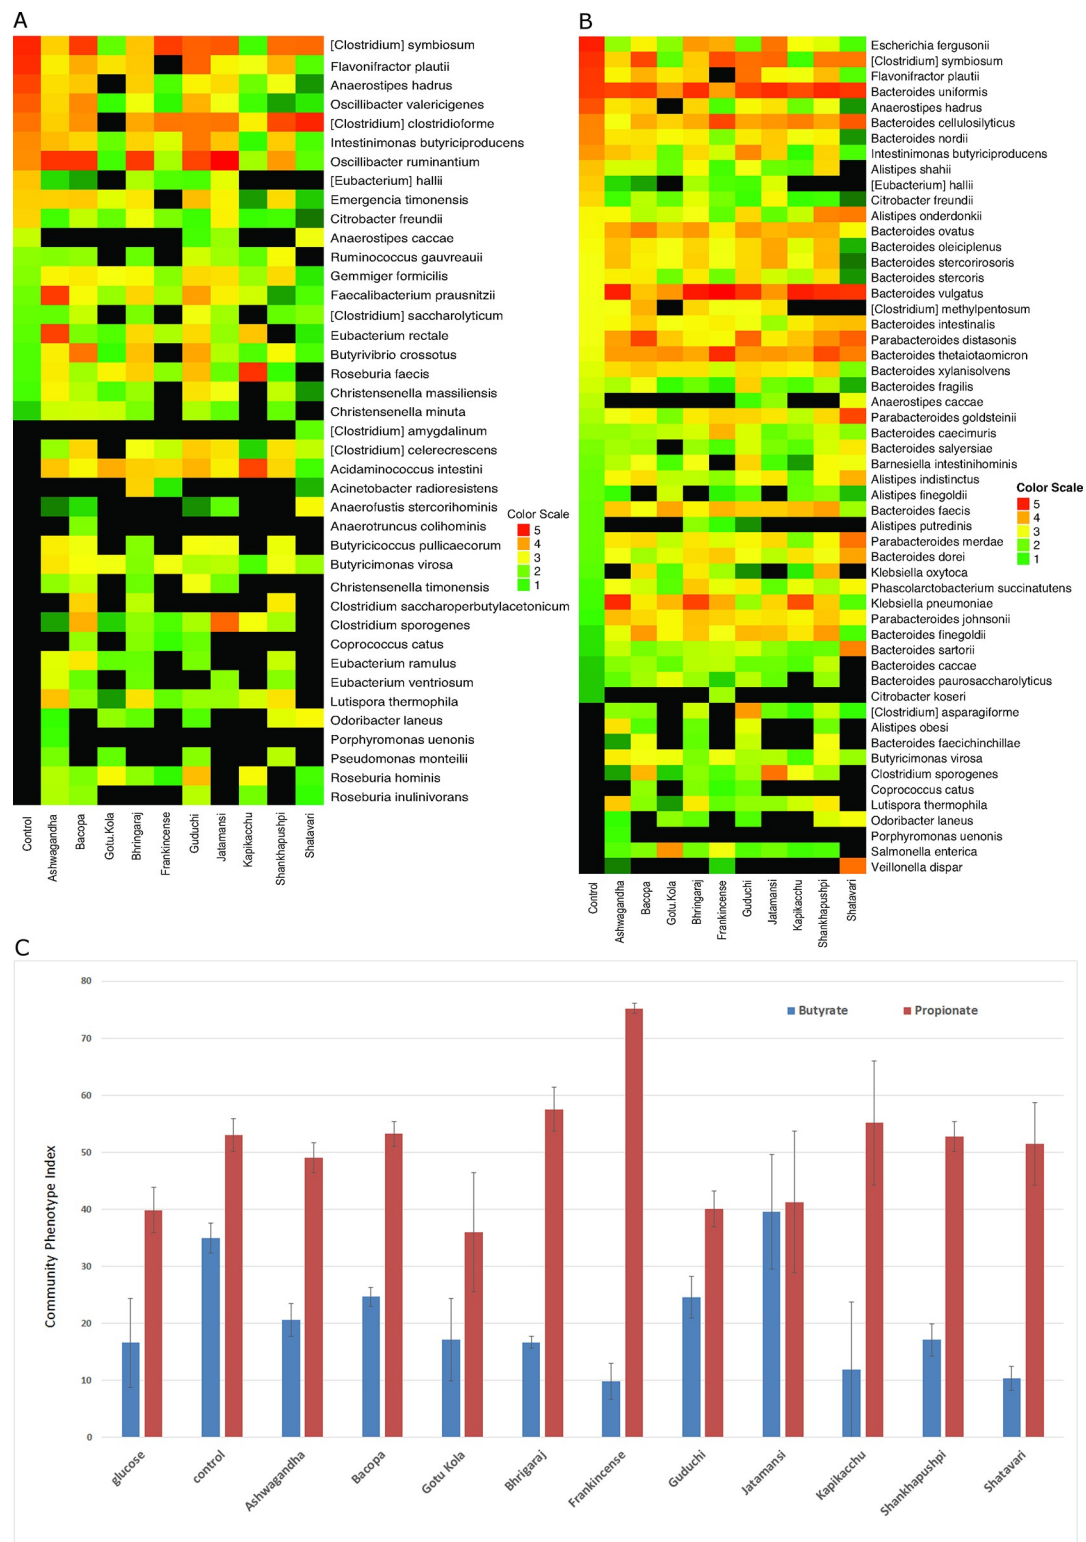 A
[Clostridium] symbiosum
Flavonifractor plautii
Anaerostipes hadrus
Oscillibacter valericigenes
[Clostridium] clostridioforme
Intestinimonas butyriciproducens
Oscillibacter ruminantium
[Eubacterium] hallii
Emergencia timonensis
Citrobacter freundii
Anaerostipes caccae
Ruminococcus gauvreauii
Gemmiger formicilis
Faecalibacterium prausnitzii
[Clostridium] saccharolyticum
Eubacterium rectale
Butyrivibrio crossotus
Roseburia faecis
Christensenella massiliensis
Christensenella minuta
[Clostridium] amygdalinum
[Clostridium] celerecrescens
Acidaminococcus intestini
Acinetobacter radioresistens
Anaerofustis stercorihominis
Anaerotruncus colihominis
Butyricicoccus pullicaecorum
Butyricimonas virosa
Christensenella timonensis
Clostridium saccharoperbutylacetonicum
Clostridium sporogenes
Coprococcus catus
Eubacterium ramulus
Eubacterium ventriosum
Lutispora thermophila
Odoribacter laneus
Porphyromonas uenonis
Pseudomonas monteilii
Roseburia hominis
Roseburia inulinivorans
Color Scale
5
4
3
2
1
Control
Ashwagandha
Bacopa
Gotu.Kola
Bhringaraj
Frankincense
Guduchi
Jatamansi
Kapikacchu
Shankhapushpi
Shatavari
B
Escherichia fergusonii
[Clostridium] symbiosum
Flavonifractor plautii
Bacteroides uniformis
Anaerostipes hadrus
Bacteroides cellulosilyticus
Bacteroides nordii
Intestinimonas butyriciproducens
Alistipes shahii
[Eubacterium] hallii
Citrobacter freundii
Alistipes onderdonkii
Bacteroides ovatus
Bacteroides oleiciplenus
Bacteroides stercorirosoris
Bacteroides stercoris
Bacteroides vulgatus
[Clostridium] methylpentosum
Bacteroides intestinalis
Parabacteroides distasonis
Bacteroides thetaiotaomicron
Bacteroides xylanisolvens
Bacteroides fragilis
Anaerostipes caccae
Parabacteroides goldsteinii
Bacteroides caecimuris
Bacteroides salyersiae
Barnesiella intestinihominis
Alistipes indistinctus
Alistipes finegoldii
Bacteroides faecis
Alistipes putredinis
Parabacteroides merdae
Bacteroides dorei
Klebsiella oxytoca
Phascolarctobacterium succinatutens
Klebsiella pneumoniae
Parabacteroides johnsonii
Bacteroides finegoldii
Bacteroides sartorii
Bacteroides caccae
Bacteroides paurosaccharolyticus
Citrobacter koseri
[Clostridium] asparagiforme
Alistipes obesi
Bacteroides faecichinchillae
Butyricimonas virosa
Clostridium sporogenes
Coprococcus catus
Lutispora thermophila
Odoribacter laneus
Porphyromonas uenonis
Salmonella enterica
Veillonella dispar
Color Scale
5
4
3
2
1
Control
Ashwagandha
Bacopa
Gotu.Kola
Bhringaraj
Frankincense
Guduchi
Jatamansi
Kapikacchu
Shankhapushpi
Shatavari
C
Community Phenotype Index
80
70
60
50
40
30
20
10
0
Butyrate
Propionate
glucose
control
Ashwagandha
Bacopa
Gotu Kola
Bhrigaraj
Frankincense
Guduchi
Jatamansi
Kapikacchu
Shankhapushpi
Shatavari